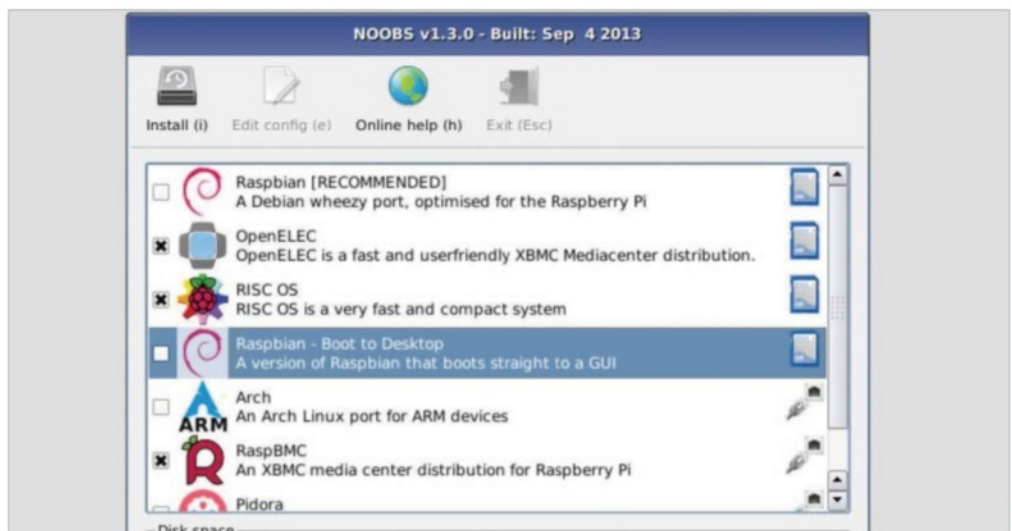 NOOBS v1.3.0 - Built: Sep 4 2013
Install (i) Edit config (e) Online help (h) Exit (Esc)
Raspbian [RECOMMENDED]
A Debian wheezy port, optimised for the Raspberry Pi
OpenELEC
OpenELEC is a fast and userfriendly XBMC Mediacenter distribution.
RISC OS
RISC OS is a very fast and compact system
Raspbian - Boot to Desktop
A version of Raspbian that boots straight to a GUI
Arch
An Arch Linux port for ARM devices
ARM
RaspBMC
An XBMC media center distribution for Raspberry Pi
Pidora
Disk space